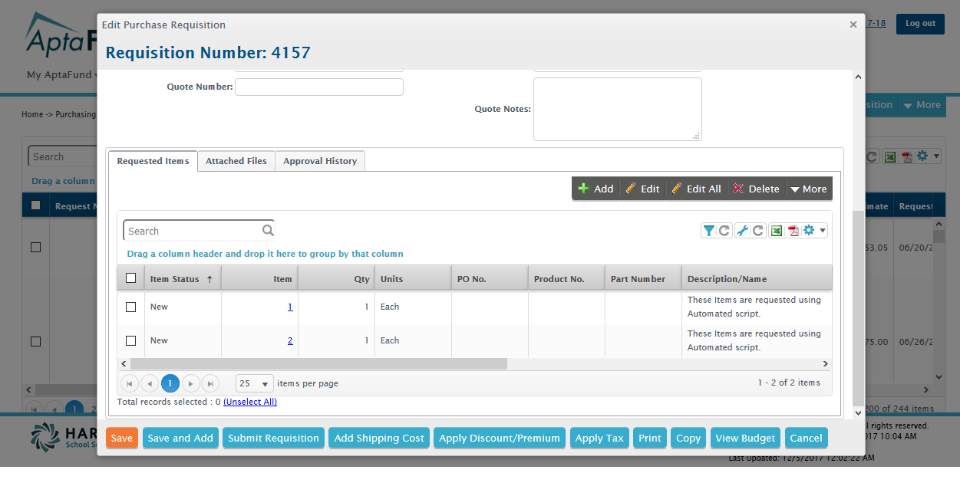 Edit Purchase Requisition
Requisition Number: 4157
AptaF
7-18
Log out
My AptaFund
Home -> Purchasing
sition
More
Quote Number:
Quote Notes:
Requested Items
Attached Files
Approval History
Search
Drag a column
Request N
mate
Reques
Add
Edit
Edit All
Delete
More
Search
Drag a column header and drop it here to group by that column
Item Status ↑
Item
Qty
Units
PO No.
Product No.
Part Number
Description/Name
New
1
1
Each
These Items are requested using
Automated script.
New
2
1
Each
These Items are requested using
Automated script.
53.05
06/20/2
75.00
06/26/2
1
25
items per page
1 - 2 of 2 items
Total records selected : 0 (Unselect All)
1
2
200 of 244 items
Save
Save and Add
Submit Requisition
Add Shipping Cost
Apply Discount/Premium
Apply Tax
Print
Copy
View Budget
Cancel
HAR
School S
l rights reserved.
017 10:04 AM
Last Updated: 12/5/2017 12:02:22 AM